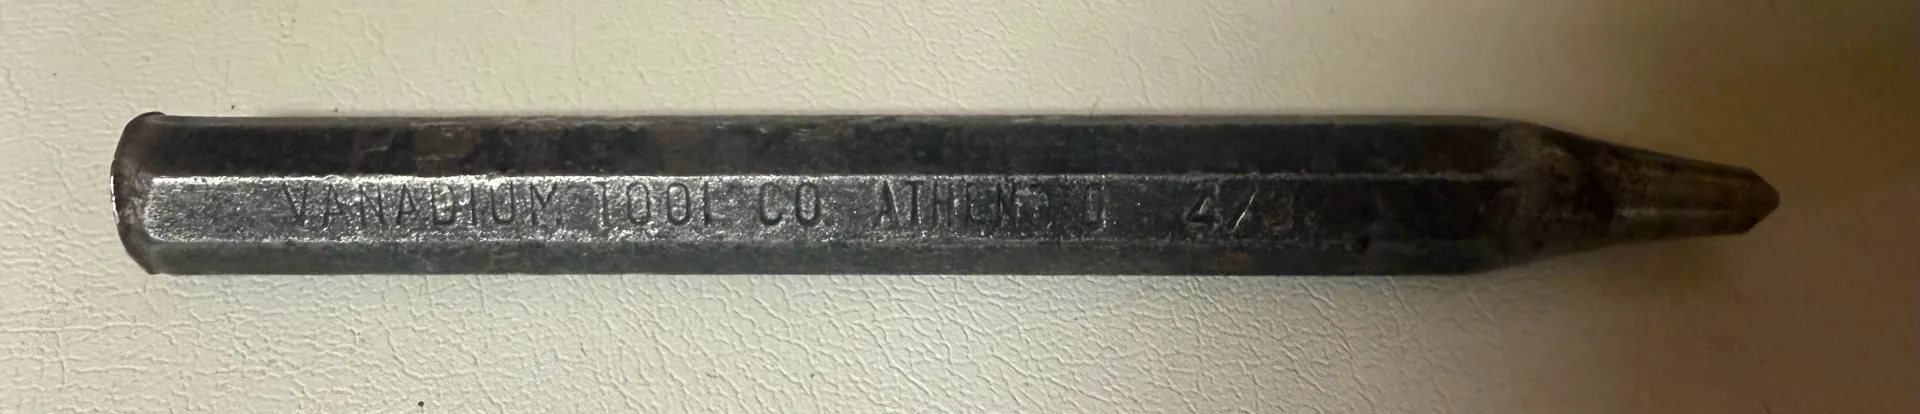 VANADIUM TOOL CO. ATHENS O